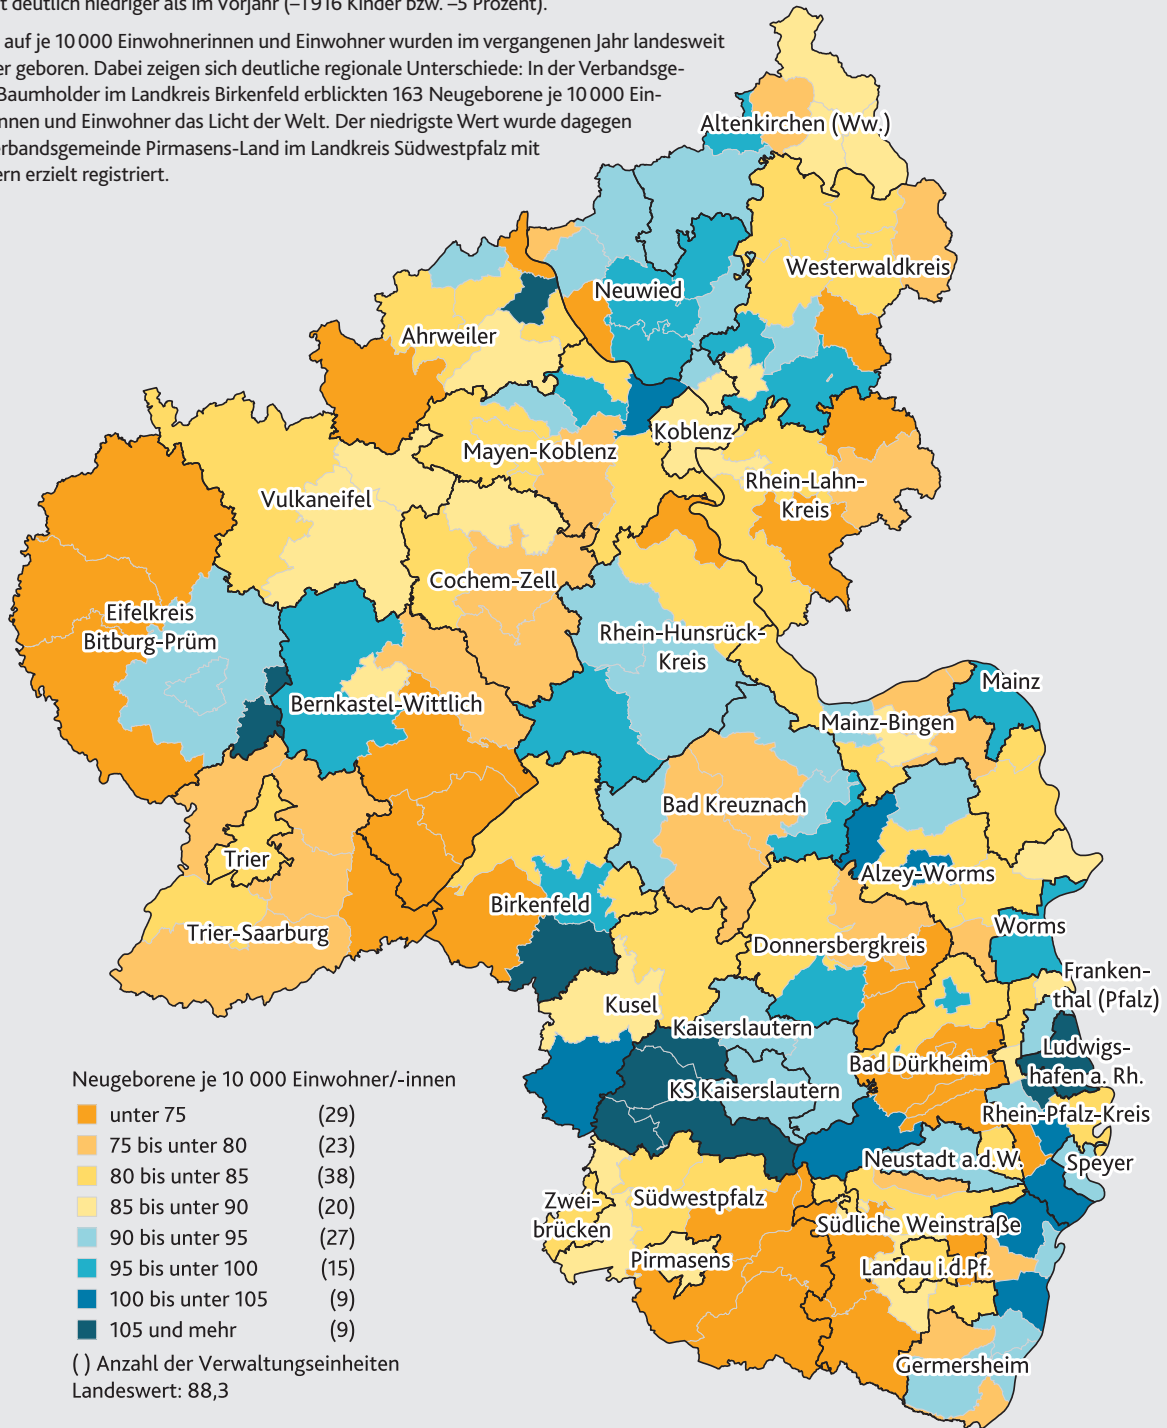 t deutlich niedriger als im Vorjahr (–1 916 Kinder bzw. –5 Prozent).
auf je 10 000 Einwohnerinnen und Einwohner wurden im vergangenen Jahr landesweit
er geboren. Dabei zeigen sich deutliche regionale Unterschiede: In der Verbandsge-
Baumholder im Landkreis Birkenfeld erblickten 163 Neugeborene je 10 000 Ein-
nnen und Einwohner das Licht der Welt. Der niedrigste Wert wurde dagegen
erbandsgemeinde Pirmasens-Land im Landkreis Südwestpfalz mit
ern erzielt registriert.
Altenkirchen (Ww.)
Westerwaldkreis
Neuwied
Ahrweiler
Koblenz
Mayen-Koblenz
Rhein-Lahn-
Kreis
Vulkaneifel
Cochem-Zell
Eifelkreis
Bitburg-Prüm
Rhein-Hunsrück-
Kreis
Mainz
Bernkastel-Wittlich
Mainz-Bingen
Bad Kreuznach
Trier
Alzey-Worms
Birkenfeld
Trier-Saarburg
Worms
Donnersbergkreis
Franken-
thal (Pfalz)
Kusel
Kaiserslautern
Ludwigs-
hafen a. Rh.
Bad Dürkheim
KS Kaiserslautern
Rhein-Pfalz-Kreis
Neustadt a.d.W.
Speyer
Südwestpfalz
Zwei-
brücken
Südliche Weinstraße
Pirmasens
Landau i.d.Pf.
Germersheim
Neugeborene je 10 000 Einwohner/-innen
unter 75 (29)
75 bis unter 80 (23)
80 bis unter 85 (38)
85 bis unter 90 (20)
90 bis unter 95 (27)
95 bis unter 100 (15)
100 bis unter 105 (9)
105 und mehr (9)
( ) Anzahl der Verwaltungseinheiten
Landeswert: 88,3